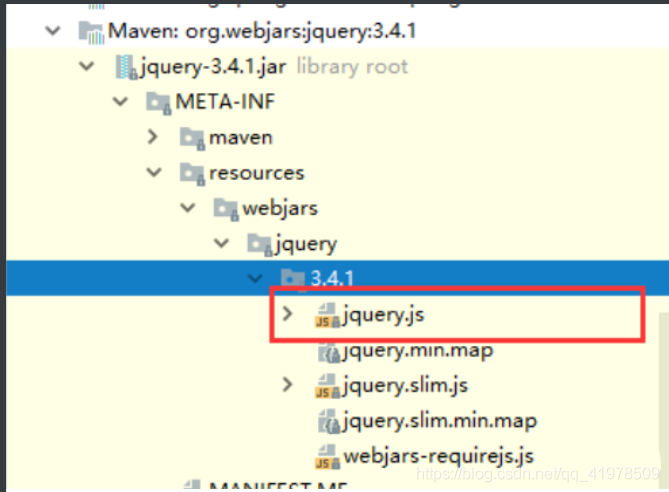 Maven: org.webjars:jquery:3.4.1
jquery-3.4.1.jar library root
META-INF
maven
resources
webjars
jquery
3.4.1
jquery.js
jquery.min.map
jquery.slim.js
jquery.slim.min.map
webjars-requirejs.js
https://blog.csdn.net/qq_41978509
MANIFEST.MF